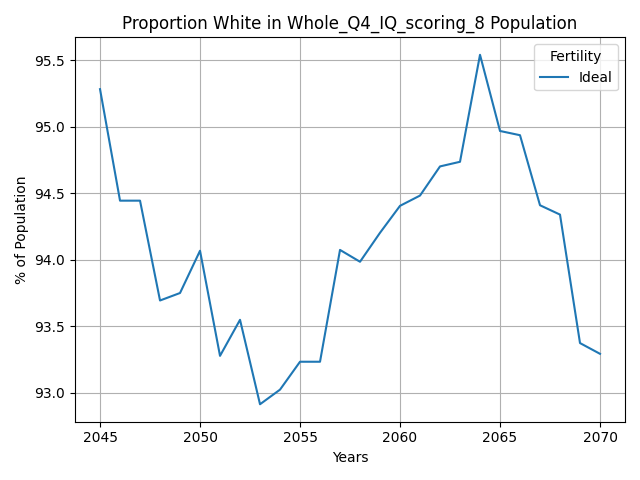 Proportion White in Whole_Q4_IQ_scoring_8 Population
Fertility
Ideal
% of Population
95.5
95.0
94.5
94.0
93.5
93.0
2045 2050 2055 2060 2065 2070
Years